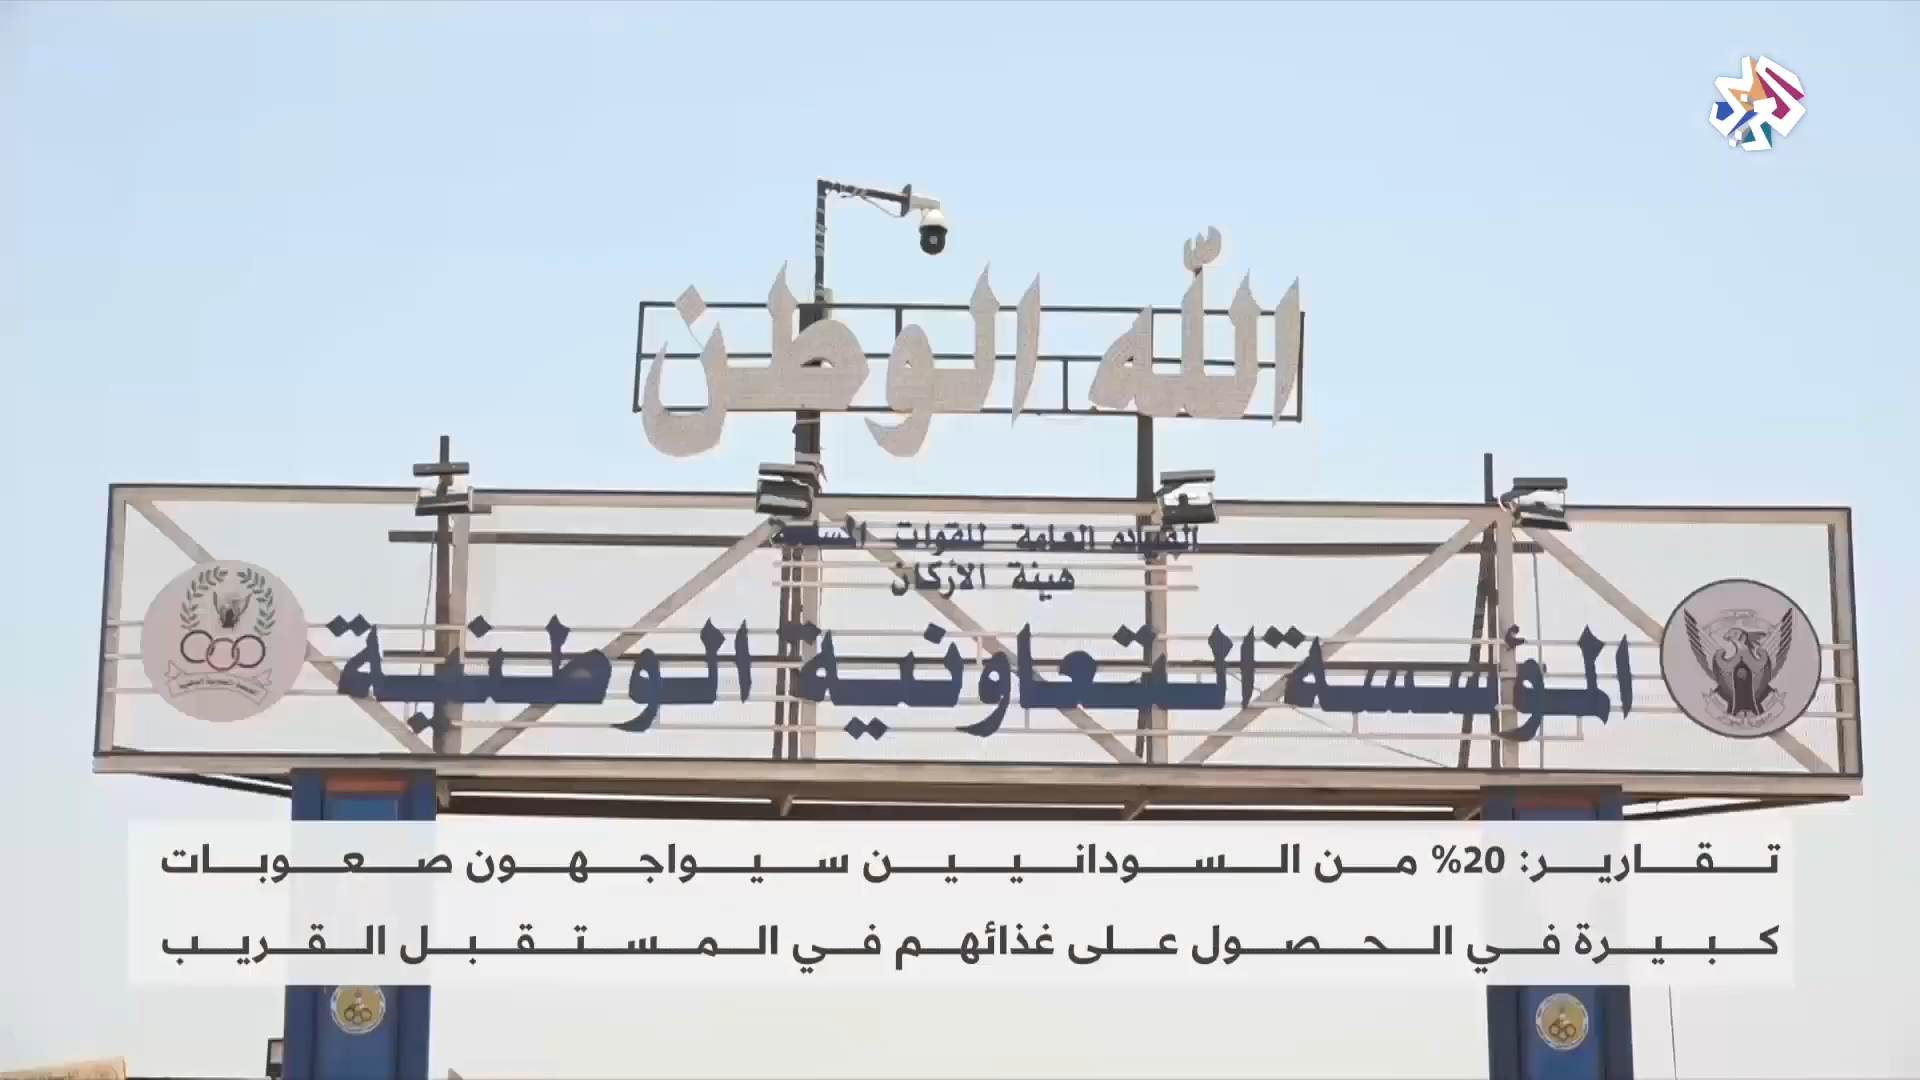 الله الوطن
القياده العامة للقوات المسلحة
هيئة الأركان
المؤسسة التعاونية الوطنية
تقارير: 20% من السودانيين سيواجهون صعوبات
كبيرة في الحصول على غذائهم في المستقبل القريب